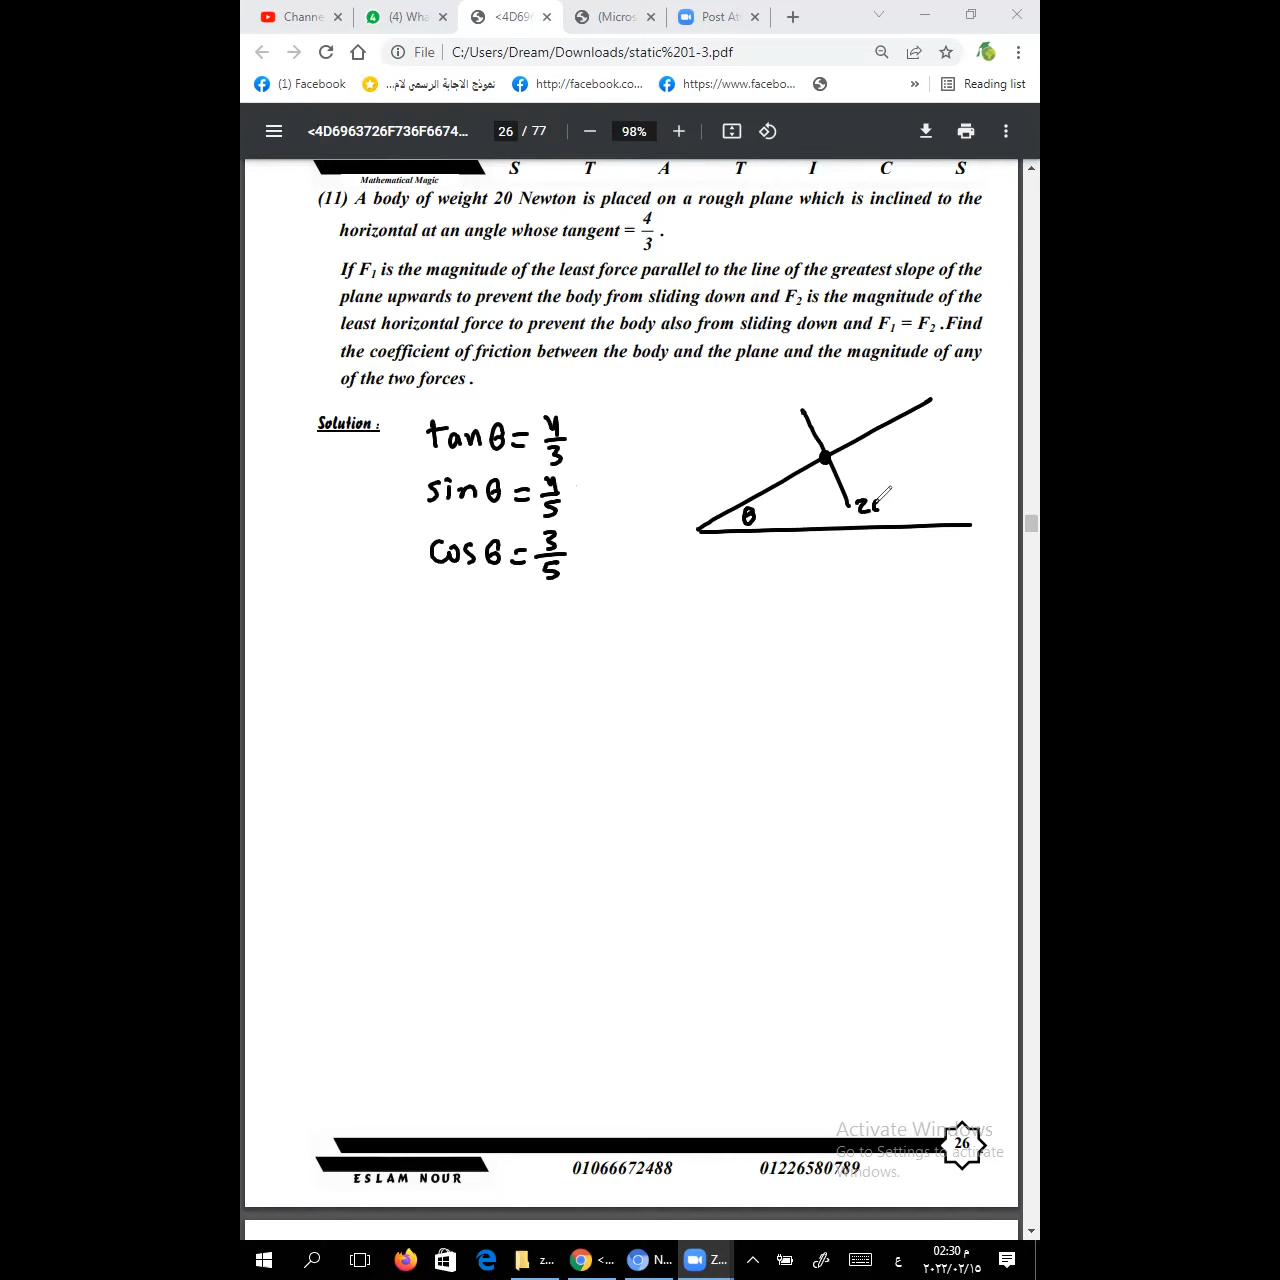 Channe
(4) Wha
<4D69
(Micros
Post At
File
C:/Users/Dream/Downloads/static%201-3.pdf
(1) Facebook
نموذج الاجابة الرسمى لام...
http://facebook.co...
https://www.facebo...
»
Reading list
<4D6963726F736F6674...
26 / 77
98%
S T A T I C S
Mathematical Magic
(11) A body of weight 20 Newton is placed on a rough plane which is inclined to the
horizontal at an angle whose tangent = 4/3 .
If F₁ is the magnitude of the least force parallel to the line of the greatest slope of the
plane upwards to prevent the body from sliding down and F₂ is the magnitude of the
least horizontal force to prevent the body also from sliding down and F₁ = F₂ .Find
the coefficient of friction between the body and the plane and the magnitude of any
of the two forces .
Solution :
tan θ = 4/3
sin θ = 4/5
cos θ = 3/5
θ
Activate Windows
Go to Settings to activate
Windows.
26
ESLAM NOUR
01066672488
01226580789
z...
<...
N...
Z...
ع
02:30 م
٢٠٢٢/٠٢/١٥